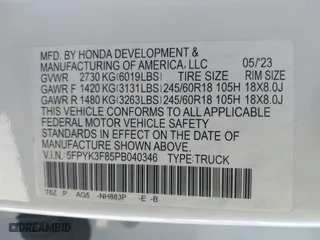 MFD. BY HONDA DEVELOPMENT &
MANUFACTURING OF AMERICA, LLC 05/'23
GVWR 2730 KG(6019LBS) TIRE SIZE RIM SIZE
GAWR F 1420 KG(3131LBS) 245/60R18 105H 18X8.0J
GAWR R 1480 KG(3263LBS) 245/60R18 105H 18X8.0J
THIS VEHICLE CONFORMS TO ALL APPLICABLE
FEDERAL MOTOR VEHICLE SAFETY STANDARDS
IN EFFECT ON THE DATE OF MANUFACTURE
SHOWN ABOVE.
V.I.N.: 5FPYK3F85PB040346 TYPE:TRUCK
T6Z P AG5 -NH883P -E -B